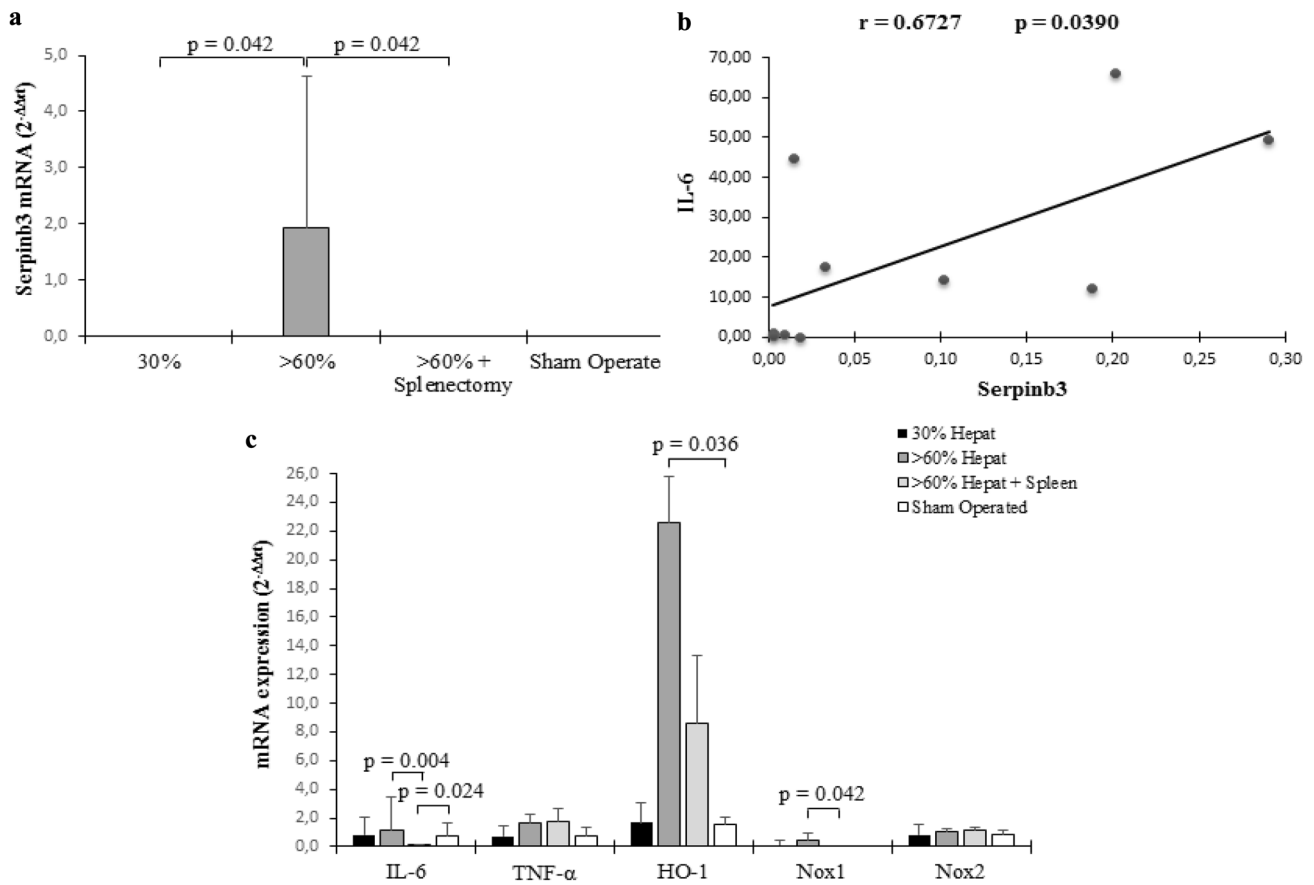 a
p = 0.042 p = 0.042
Serpinb3 mRNA (2-ΔΔct)
5,0
4,0
3,0
2,0
1,0
0,0
30% >60% >60% + Sham Operate
Splenectomy
b
r = 0.6727 p = 0.0390
IL-6
70,00
60,00
50,00
40,00
30,00
20,00
10,00
0,00
0,00 0,05 0,10 0,15 0,20 0,25 0,30
Serpinb3
c
30% Hepat
>60% Hepat
>60% Hepat + Spleen
Sham Operated
p = 0.036
mRNA expression (2-ΔΔct)
26,0
24,0
22,0
20,0
18,0
16,0
14,0
12,0
10,0
8,0
6,0
4,0
2,0
0,0
p = 0.004
p = 0.024
p = 0.042
IL-6 TNF-α HO-1 Nox1 Nox2